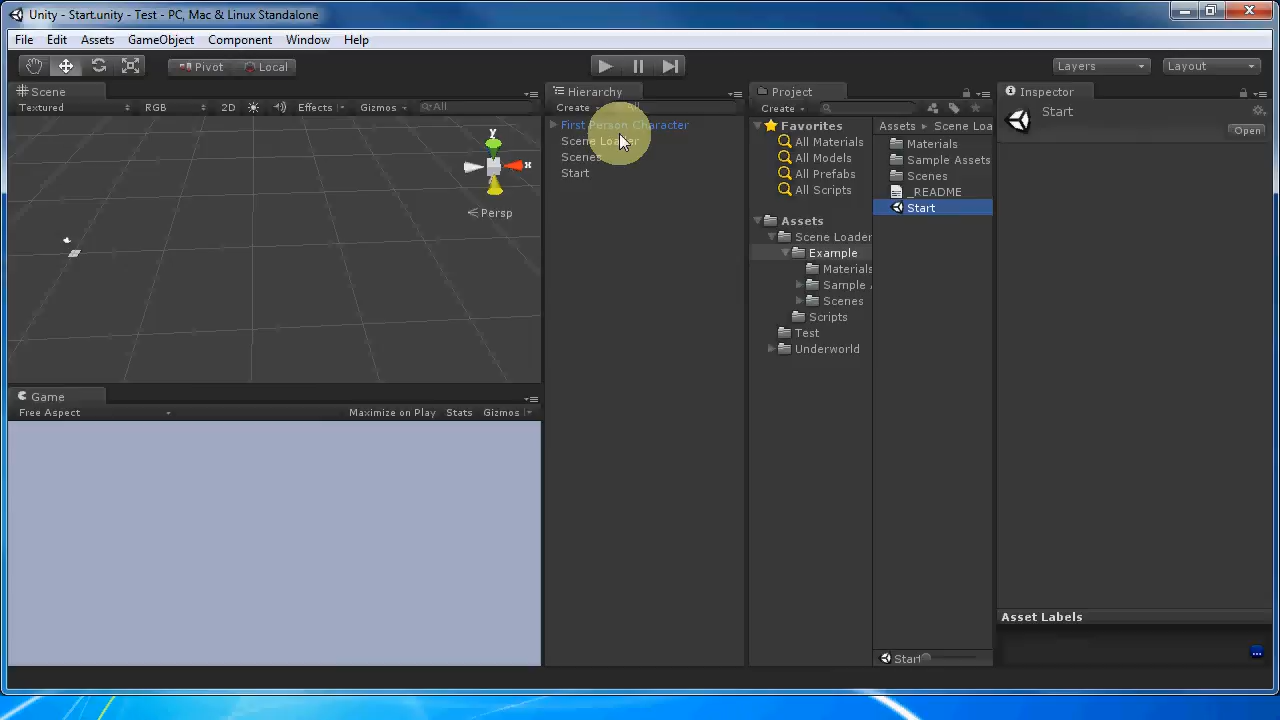 Unity - Start.unity - Test - PC, Mac & Linux Standalone
File Edit Assets GameObject Component Window Help
Pivot Local Layers Layout
Scene
Textured RGB 2D Effects Gizmos All
Persp
Game
Free Aspect Maximize on Play Stats Gizmos
Hierarchy
Create All
First Person Character
Scene Loader
Scenes
Start
Project
Create
Favorites
All Materials
All Models
All Prefabs
All Scripts
Assets
Scene Loader
Example
Materials
Sample
Scenes
Scripts
Test
Underworld
Assets Scene Loa
Materials
Sample Assets
Scenes
_README
Start
Start
Inspector
Start
Open
Asset Labels